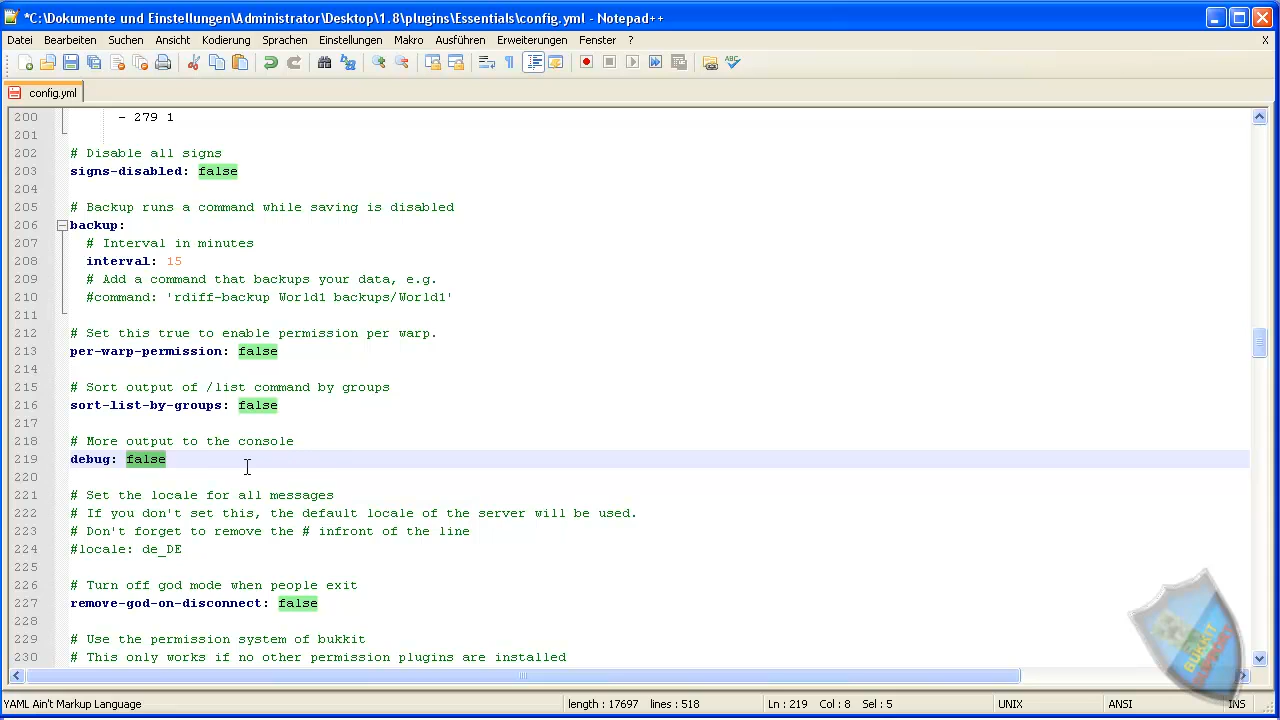 *C:\Dokumente und Einstellungen\Administrator\Desktop\1.8\plugins\Essentials\config.yml - Notepad++
Datei Bearbeiten Suchen Ansicht Kodierung Sprachen Einstellungen Makro Ausführen Erweiterungen Fenster ? X
config.yml
200 - 279 1
201
202 # Disable all signs
203 signs-disabled: false
204
205 # Backup runs a command while saving is disabled
206 backup:
207 # Interval in minutes
208 interval: 15
209 # Add a command that backups your data, e.g.
210 #command: 'rdiff-backup World1 backups/World1'
211
212 # Set this true to enable permission per warp.
213 per-warp-permission: false
214
215 # Sort output of /list command by groups
216 sort-list-by-groups: false
217
218 # More output to the console
219 debug: false
220
221 # Set the locale for all messages
222 # If you don't set this, the default locale of the server will be used.
223 # Don't forget to remove the # infront of the line
224 #locale: de_DE
225
226 # Turn off god mode when people exit
227 remove-god-on-disconnect: false
228
229 # Use the permission system of bukkit
230 # This only works if no other permission plugins are installed
BUKKIT
YAML Ain't Markup Language length : 17697 lines : 518 Ln : 219 Col : 8 Sel : 5 UNIX ANSI INS